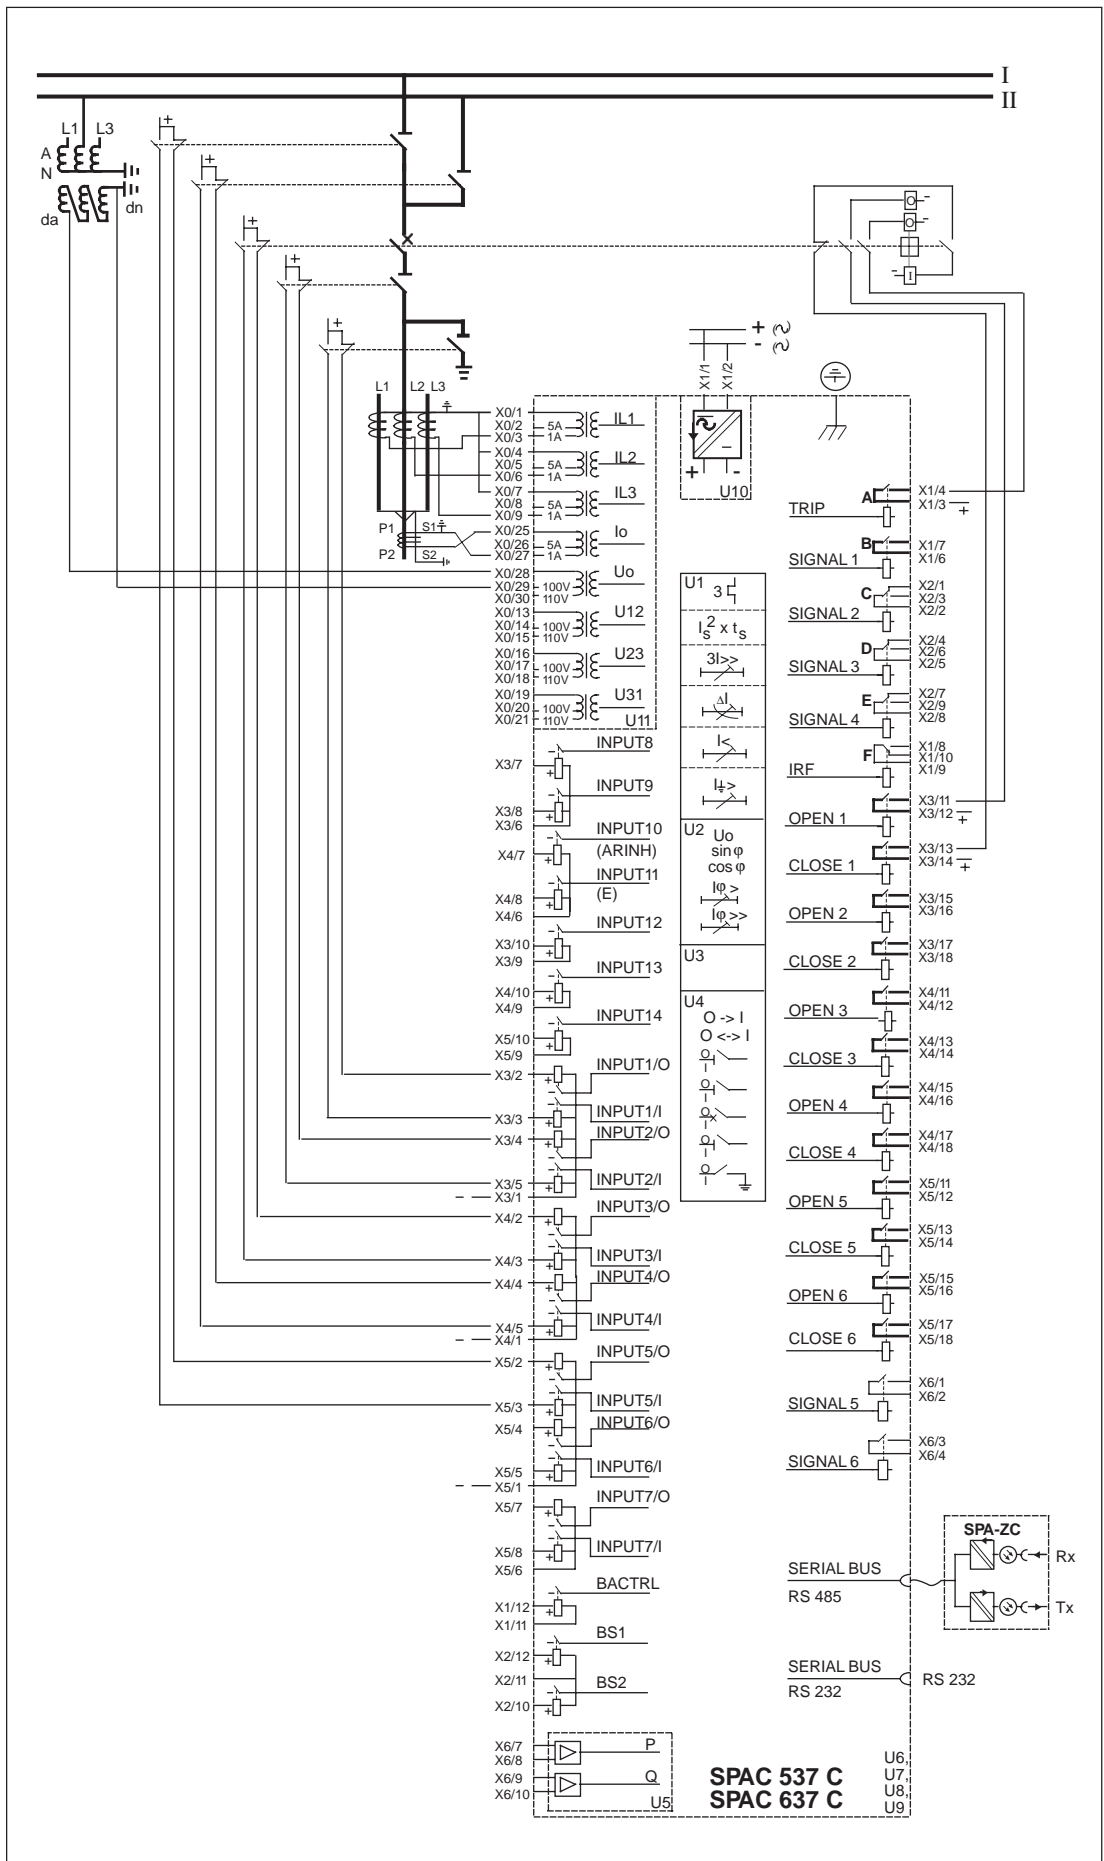 I
II
L1 L3
A
N
da dn
+
+
+
+
+
O -
O -
- I
+
-
X1/1
X1/2
L1 L2 L3
X0/1
X0/2 5A IL1
X0/3 1A
X0/4
X0/5 5A IL2
X0/6 1A
X0/7
X0/8 5A IL3
X0/9 1A
P1 S1
P2 S2
X0/25
X0/26 5A Io
X0/27 1A
X0/28
X0/29 100V Uo
X0/30 110V
X0/13
X0/14 100V U12
X0/15 110V
X0/16
X0/17 100V U23
X0/18 110V
X0/19
X0/20 100V U31
X0/21 110V
U11
+ -
U10
U1
3
Is² x ts
3I>>
ΔI
I<
I⏚>
U2
Uo
sin φ
cos φ
Iφ >
Iφ >>
U3
U4
O -> I
O <-> I
O
I
O
I
O
I
O
I
O
I
A X1/4
TRIP X1/3
B X1/7
SIGNAL 1 X1/6
X2/1
C X2/3
SIGNAL 2 X2/2
X2/4
D X2/6
SIGNAL 3 X2/5
X2/7
E X2/9
SIGNAL 4 X2/8
X1/8
F X1/10
IRF X1/9
X3/11
OPEN 1 X3/12
X3/13
CLOSE 1 X3/14
X3/15
OPEN 2 X3/16
X3/17
CLOSE 2 X3/18
X4/11
OPEN 3 X4/12
X4/13
CLOSE 3 X4/14
X4/15
OPEN 4 X4/16
X4/17
CLOSE 4 X4/18
X5/11
OPEN 5 X5/12
X5/13
CLOSE 5 X5/14
X5/15
OPEN 6 X5/16
X5/17
CLOSE 6 X5/18
X6/1
SIGNAL 5 X6/2
X6/3
SIGNAL 6 X6/4
INPUT8
X3/7
INPUT9
X3/8
X3/6
INPUT10
X4/7 (ARINH)
INPUT11
X4/8 (E)
X4/6
INPUT12
X3/10
X3/9
INPUT13
X4/10
X4/9
INPUT14
X5/10
X5/9
X3/2 INPUT1/O
X3/3 INPUT1/I
X3/4 INPUT2/O
X3/5 INPUT2/I
X3/1
X4/2 INPUT3/O
X4/3 INPUT3/I
X4/4 INPUT4/O
X4/5 INPUT4/I
X4/1
X5/2 INPUT5/O
X5/3 INPUT5/I
X5/4 INPUT6/O
X5/5 INPUT6/I
X5/1
X5/7 INPUT7/O
X5/8 INPUT7/I
X5/6
BACTRL
X1/12
X1/11
BS1
X2/12
X2/11 BS2
X2/10
X6/7 P
X6/8
X6/9 Q
X6/10
U5
SPA-ZC
Rx
Tx
SERIAL BUS
RS 485
SERIAL BUS
RS 232 RS 232
SPAC 537 C
SPAC 637 C
U6,
U7,
U8,
U9